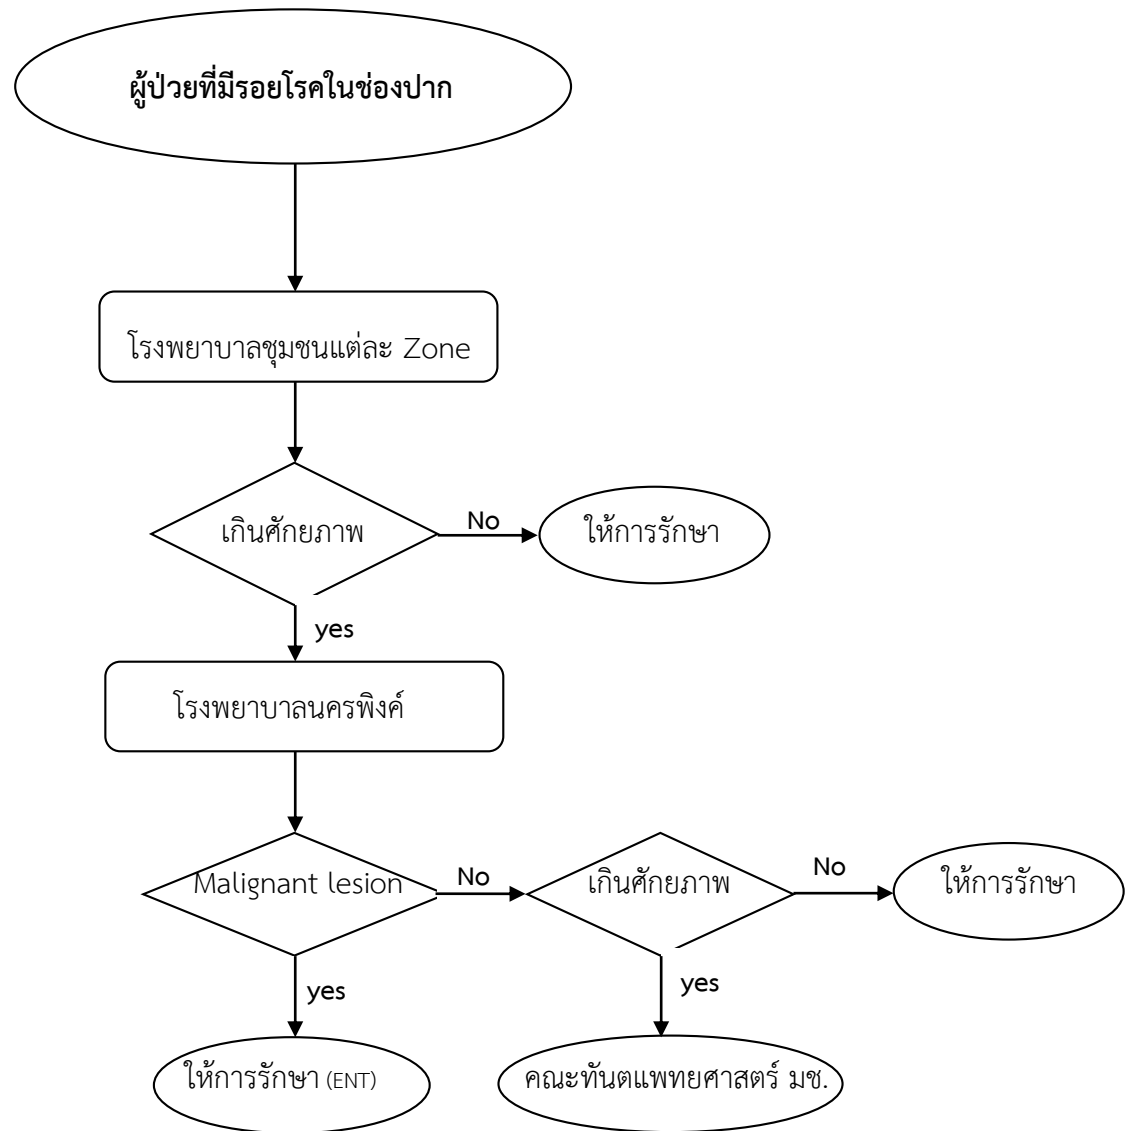 ผู้ป่วยที่มีรอยโรคในช่องปาก
โรงพยาบาลชุมชนแต่ละ Zone
เกินศักยภาพ
No
ให้การรักษา
yes
โรงพยาบาลนครพิงค์
Malignant lesion
No
เกินศักยภาพ
No
ให้การรักษา
yes
yes
ให้การรักษา (ENT)
คณะทันตแพทยศาสตร์ มช.